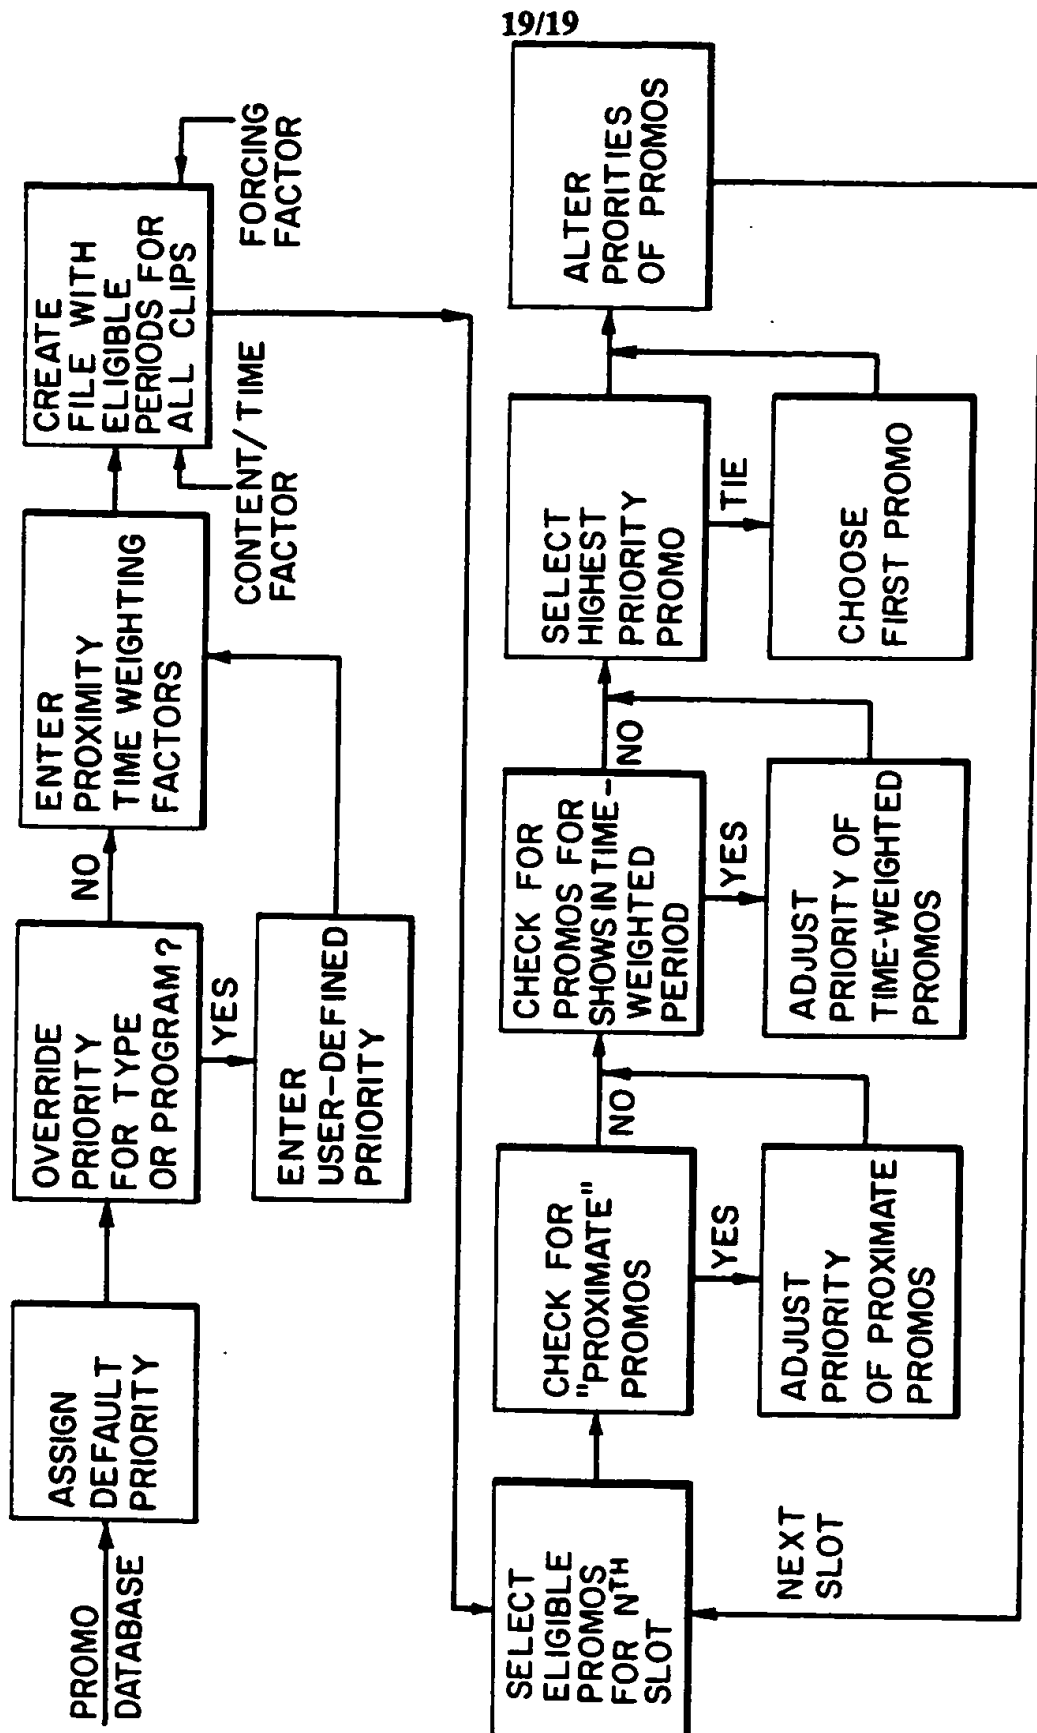 19/19
PROMO
DATABASE
ASSIGN
DEFAULT
PRIORITY
OVERRIDE
PRIORITY
FOR TYPE
OR PROGRAM?
NO
YES
ENTER
USER-DEFINED
PRIORITY
ENTER
PROXIMITY
TIME WEIGHTING
FACTORS
CREATE
FILE WITH
ELIGIBLE
PERIODS FOR
ALL CLIPS
CONTENT/TIME
FACTOR
FORCING
FACTOR
SELECT
ELIGIBLE
PROMOS
FOR NTH
SLOT
NEXT
SLOT
CHECK FOR
"PROXIMATE"
PROMOS
NO
YES
ADJUST
PRIORITY
OF PROXIMATE
PROMOS
CHECK FOR
PROMOS FOR
SHOWS IN TIME-
WEIGHTED
PERIOD
NO
YES
ADJUST
PRIORITY OF
TIME-WEIGHTED
PROMOS
SELECT
HIGHEST
PRIORITY
PROMO
TIE
CHOOSE
FIRST PROMO
ALTER
PRORITIES
OF PROMOS